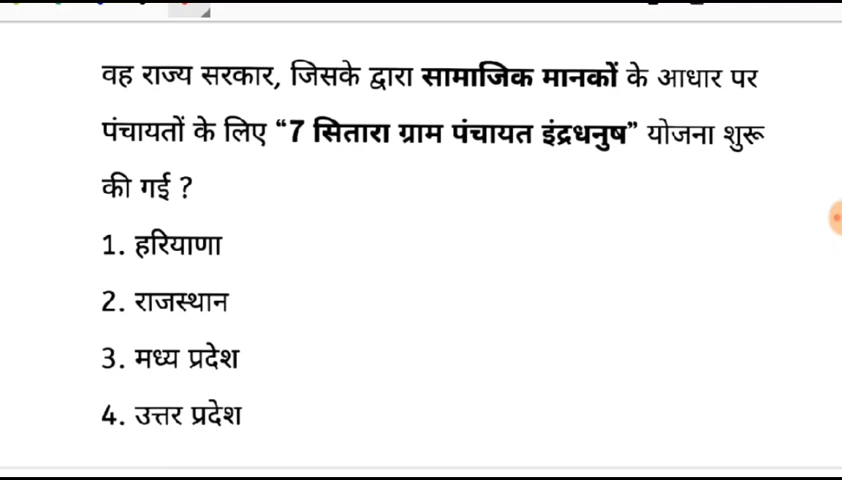 वह राज्य सरकार, जिसके द्वारा सामाजिक मानकों के आधार पर
पंचायतों के लिए “7 सितारा ग्राम पंचायत इंद्रधनुष” योजना शुरू
की गई ?
1. हरियाणा
2. राजस्थान
3. मध्य प्रदेश
4. उत्तर प्रदेश